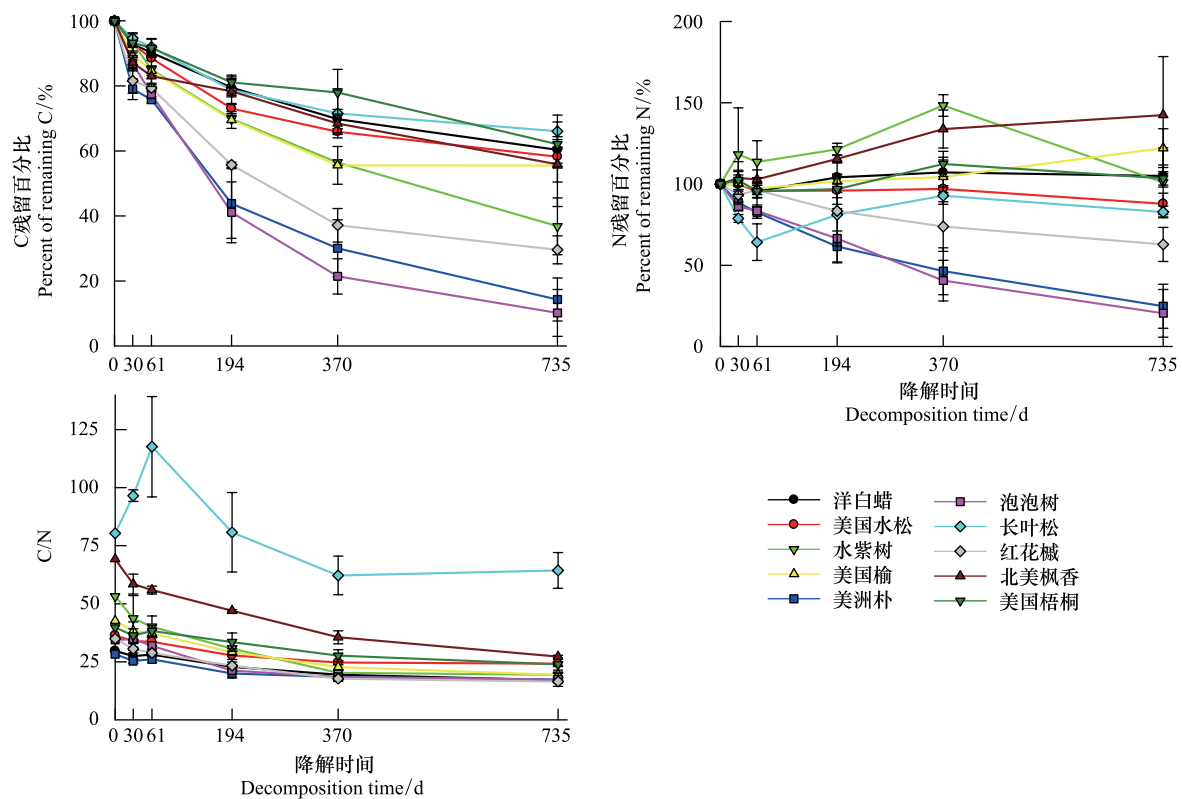 C残留百分比
Percent of remaining C/%
100
80
60
40
20
0
0 30 61 194 370 735
N残留百分比
Percent of remaining N/%
200
150
100
50
0
0 30 61 194 370 735
降解时间
Decomposition time/d
C/N
125
100
75
50
25
0
0 30 61 194 370 735
降解时间
Decomposition time/d
洋白蜡
美国水松
水紫树
美国榆
美洲朴
泡泡树
长叶松
红花槭
北美枫香
美国梧桐